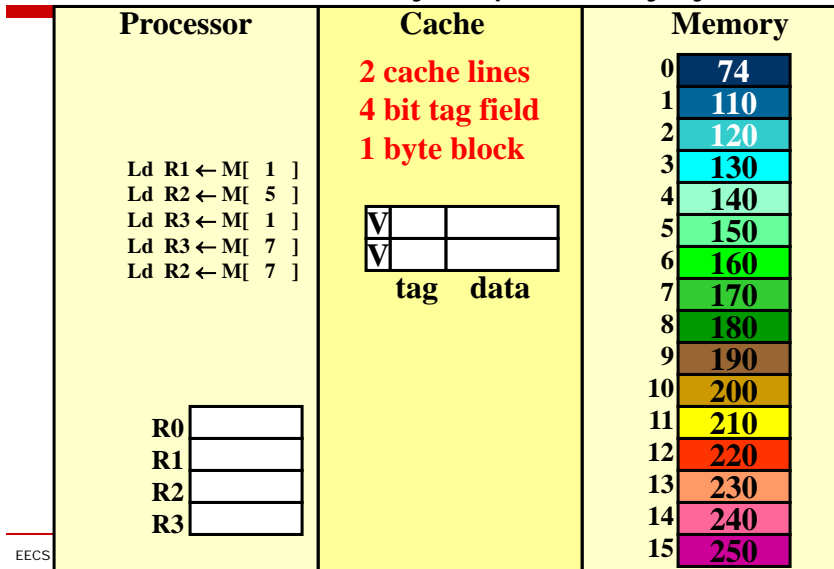 Processor
Cache
Memory
2 cache lines
4 bit tag field
1 byte block
Ld R1 ← M[ 1 ]
Ld R2 ← M[ 5 ]
Ld R3 ← M[ 1 ]
Ld R3 ← M[ 7 ]
Ld R2 ← M[ 7 ]
V
V
tag data
R0
R1
R2
R3
0 74
1 110
2 120
3 130
4 140
5 150
6 160
7 170
8 180
9 190
10 200
11 210
12 220
13 230
14 240
15 250
EECS